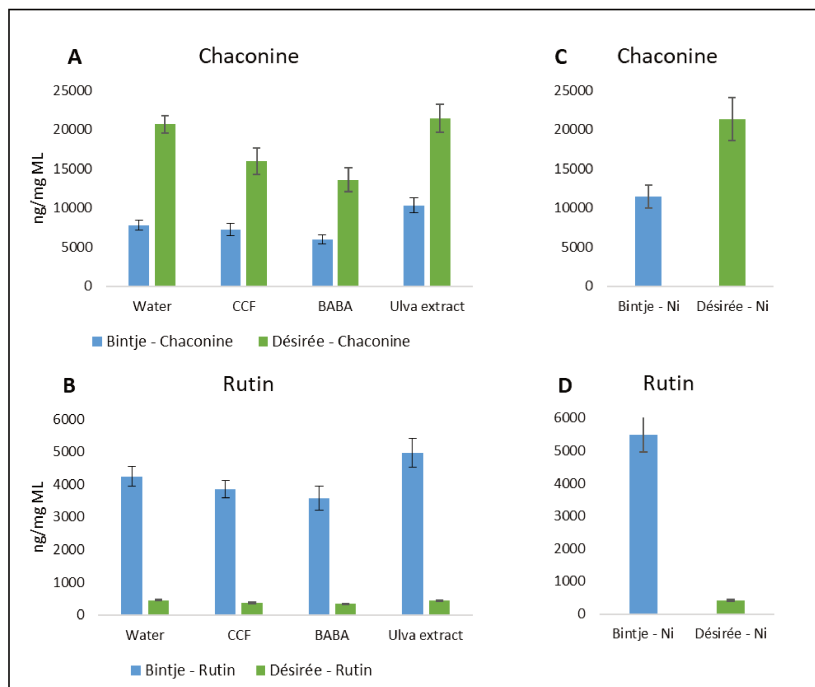 A
Chaconine
25000
20000
15000
10000
5000
0
ng/mg ML
Water CCF BABA Ulva extract
Bintje - Chaconine Désirée - Chaconine
C
Chaconine
25000
20000
15000
10000
5000
0
Bintje - Ni Désirée - Ni
B
Rutin
6000
5000
4000
3000
2000
1000
0
ng/mg ML
Water CCF BABA Ulva extract
Bintje - Rutin Désirée - Rutin
D
Rutin
6000
5000
4000
3000
2000
1000
0
Bintje - Ni Désirée - Ni